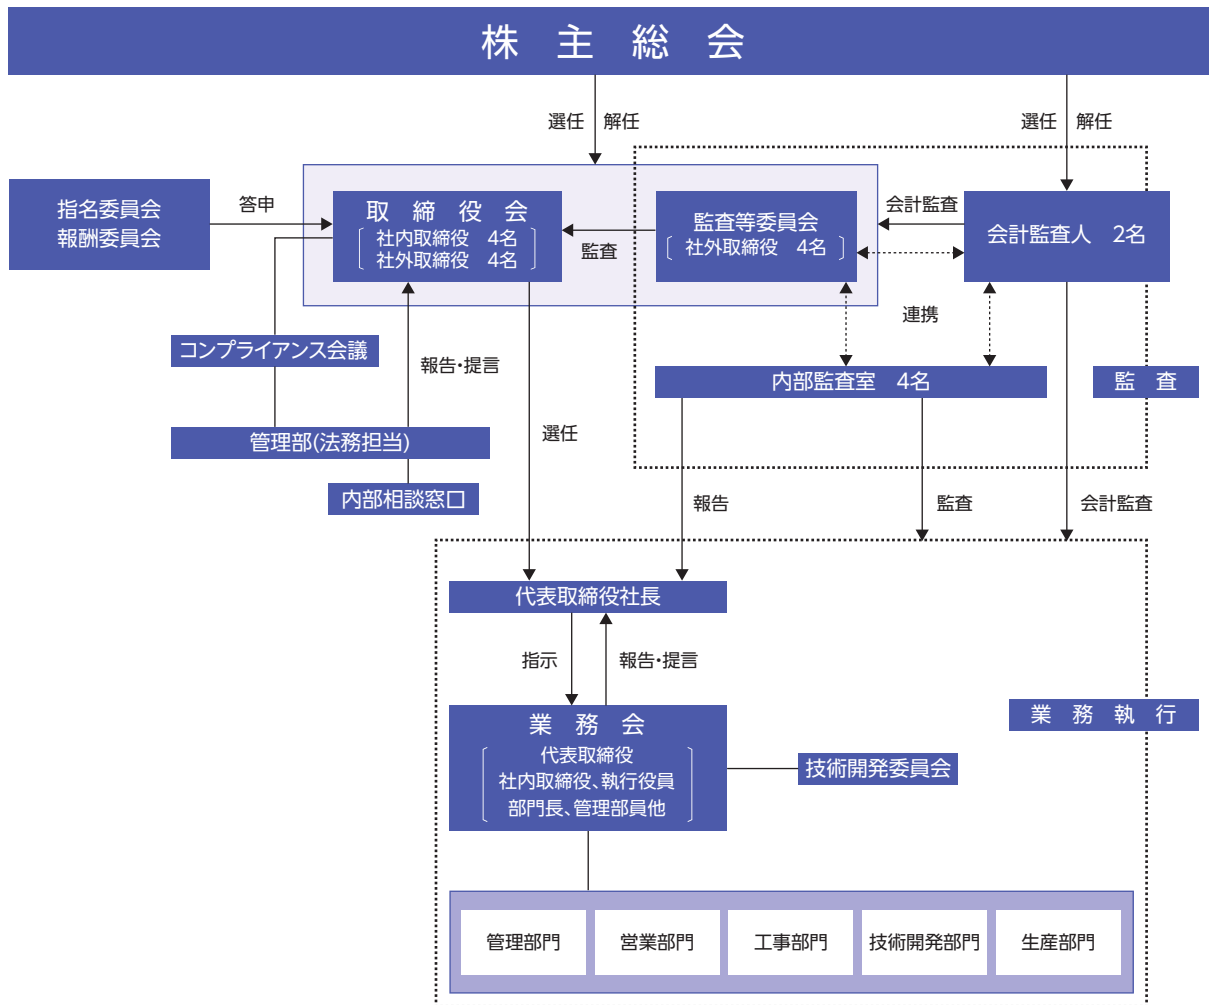 株　主　総　会
選任
解任
選任
解任
指名委員会
報酬委員会
答申
取　締　役　会
社内取締役　4名
社外取締役　4名
監査
監査等委員会
社外取締役　4名
会計監査
会計監査人　2名
連携
コンプライアンス会議
報告・提言
内部監査室　4名
監　査
管理部(法務担当)
選任
内部相談窓口
報告
監査
会計監査
代表取締役社長
指示
報告・提言
業　務　会
代表取締役
社内取締役、執行役員
部門長、管理部員他
業　務　執　行
技術開発委員会
管理部門
営業部門
工事部門
技術開発部門
生産部門